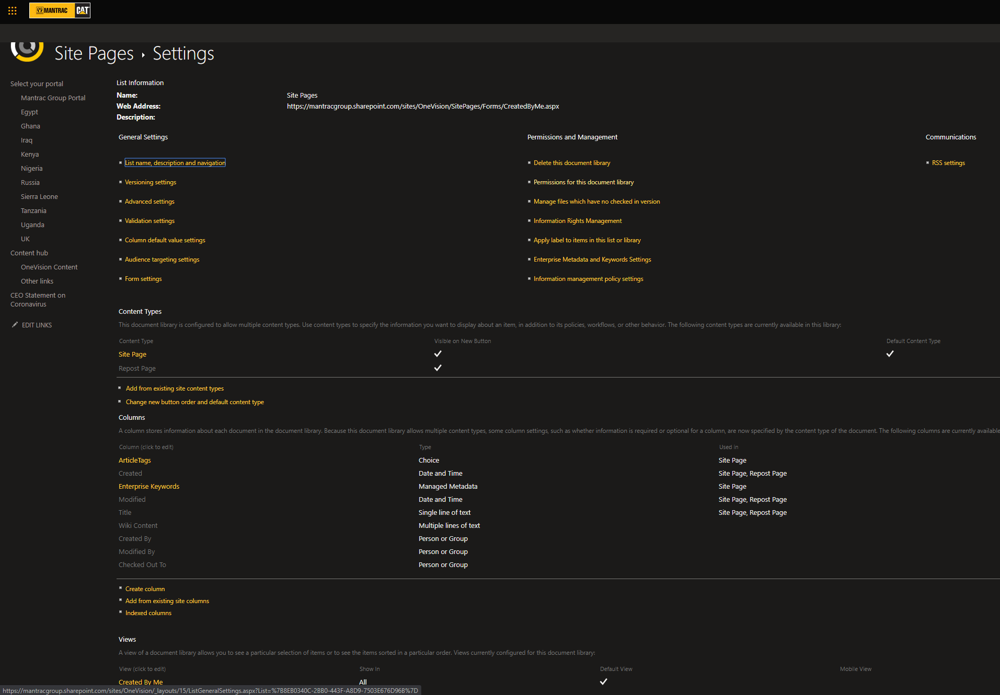 MANTRAC CAT
Site Pages ▸ Settings
Select your portal
Mantrac Group Portal
Egypt
Ghana
Iraq
Kenya
Nigeria
Russia
Sierra Leone
Tanzania
Uganda
UK
Content hub
OneVision Content
Other links
CEO Statement on
Coronavirus
EDIT LINKS
List Information
Name: Site Pages
Web Address: https://mantracgroup.sharepoint.com/sites/OneVision/SitePages/Forms/CreatedByMe.aspx
Description:
General Settings
List name, description and navigation
Versioning settings
Advanced settings
Validation settings
Column default value settings
Audience targeting settings
Form settings
Permissions and Management
Delete this document library
Permissions for this document library
Manage files which have no checked in version
Information Rights Management
Apply label to items in this list or library
Enterprise Metadata and Keywords Settings
Information management policy settings
Communications
RSS settings
Content Types
This document library is configured to allow multiple content types. Use content types to specify the information you want to display about an item, in addition to its policies, workflows, or other behavior. The following content types are currently available in this library:
Content Type Visible on New Button Default Content Type
Site Page
Repost Page
Add from existing site content types
Change new button order and default content type
Columns
A column stores information about each document in the document library. Because this document library allows multiple content types, some column settings, such as whether information is required or optional for a column, are now specified by the content type of the document. The following columns are currently available
Column (click to edit) Type Used in
ArticleTags Choice Site Page
Created Date and Time Site Page, Repost Page
Enterprise Keywords Managed Metadata Site Page
Modified Date and Time Site Page, Repost Page
Title Single line of text Site Page, Repost Page
Wiki Content Multiple lines of text
Created By Person or Group
Modified By Person or Group
Checked Out To Person or Group
Create column
Add from existing site columns
Indexed columns
Views
A view of a document library allows you to see a particular selection of items or to see the items sorted in a particular order. Views currently configured for this document library:
View (click to edit) Show In Default View Mobile View
Created By Me All
https://mantracgroup.sharepoint.com/sites/OneVision/_layouts/15/ListGeneralSettings.aspx?List=%7B8EB0340C-2BB0-443F-A8D9-7503E676D96B%7D